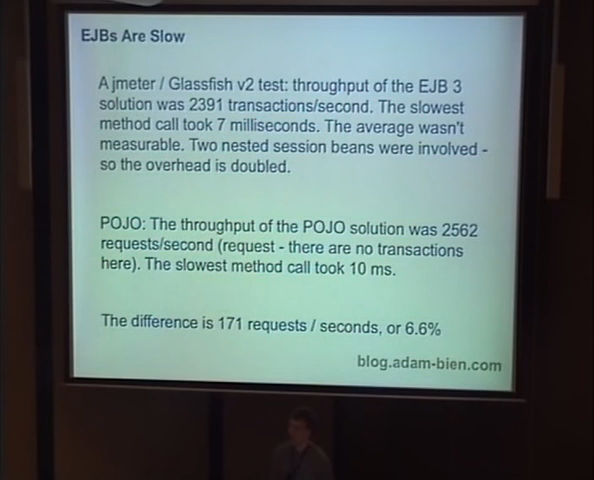 EJBs Are Slow
A jmeter / Glassfish v2 test: throughput of the EJB 3
solution was 2391 transactions/second. The slowest
method call took 7 milliseconds. The average wasn't
measurable. Two nested session beans were involved -
so the overhead is doubled.
POJO: The throughput of the POJO solution was 2562
requests/second (request - there are no transactions
here). The slowest method call took 10 ms.
The difference is 171 requests / seconds, or 6.6%
blog.adam-bien.com